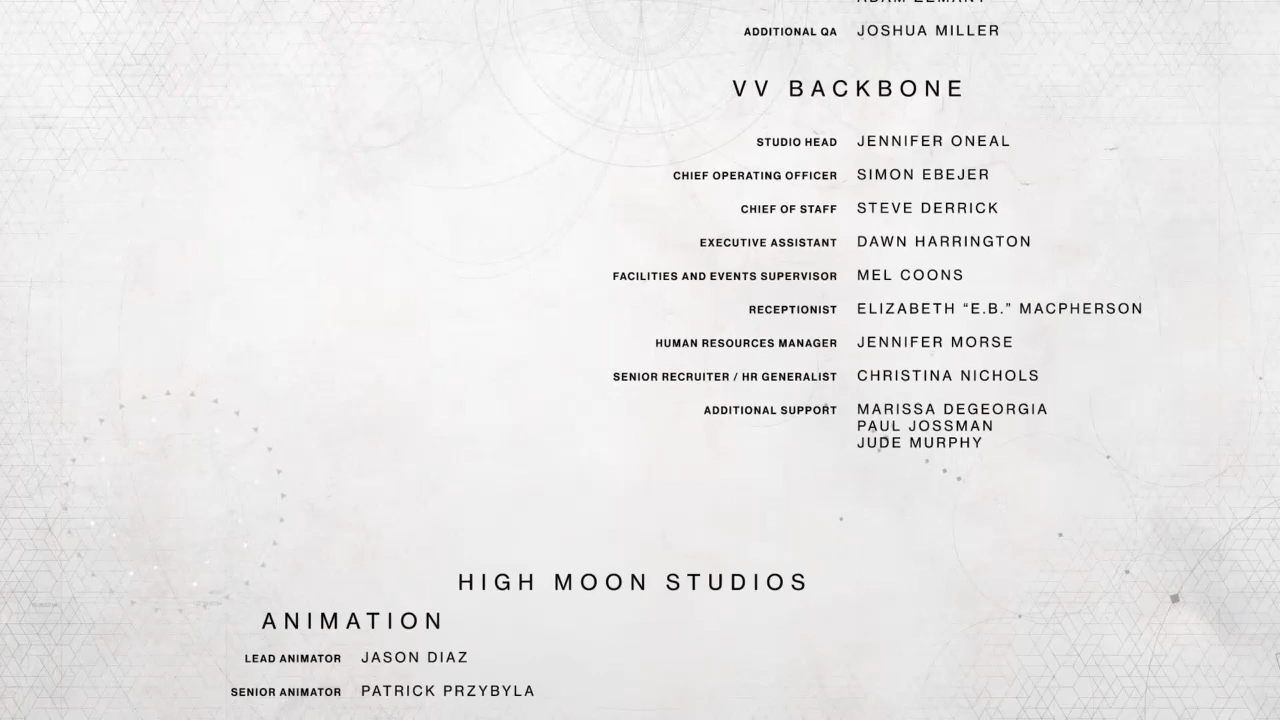 ADDITIONAL QA JOSHUA MILLER
VV BACKBONE
STUDIO HEAD JENNIFER ONEAL
CHIEF OPERATING OFFICER SIMON EBEJER
CHIEF OF STAFF STEVE DERRICK
EXECUTIVE ASSISTANT DAWN HARRINGTON
FACILITIES AND EVENTS SUPERVISOR MEL COONS
RECEPTIONIST ELIZABETH “E.B.” MACPHERSON
HUMAN RESOURCES MANAGER JENNIFER MORSE
SENIOR RECRUITER / HR GENERALIST CHRISTINA NICHOLS
ADDITIONAL SUPPORT MARISSA DEGEORGIA
PAUL JOSSMAN
JUDE MURPHY
HIGH MOON STUDIOS
ANIMATION
LEAD ANIMATOR JASON DIAZ
SENIOR ANIMATOR PATRICK PRZYBYLA